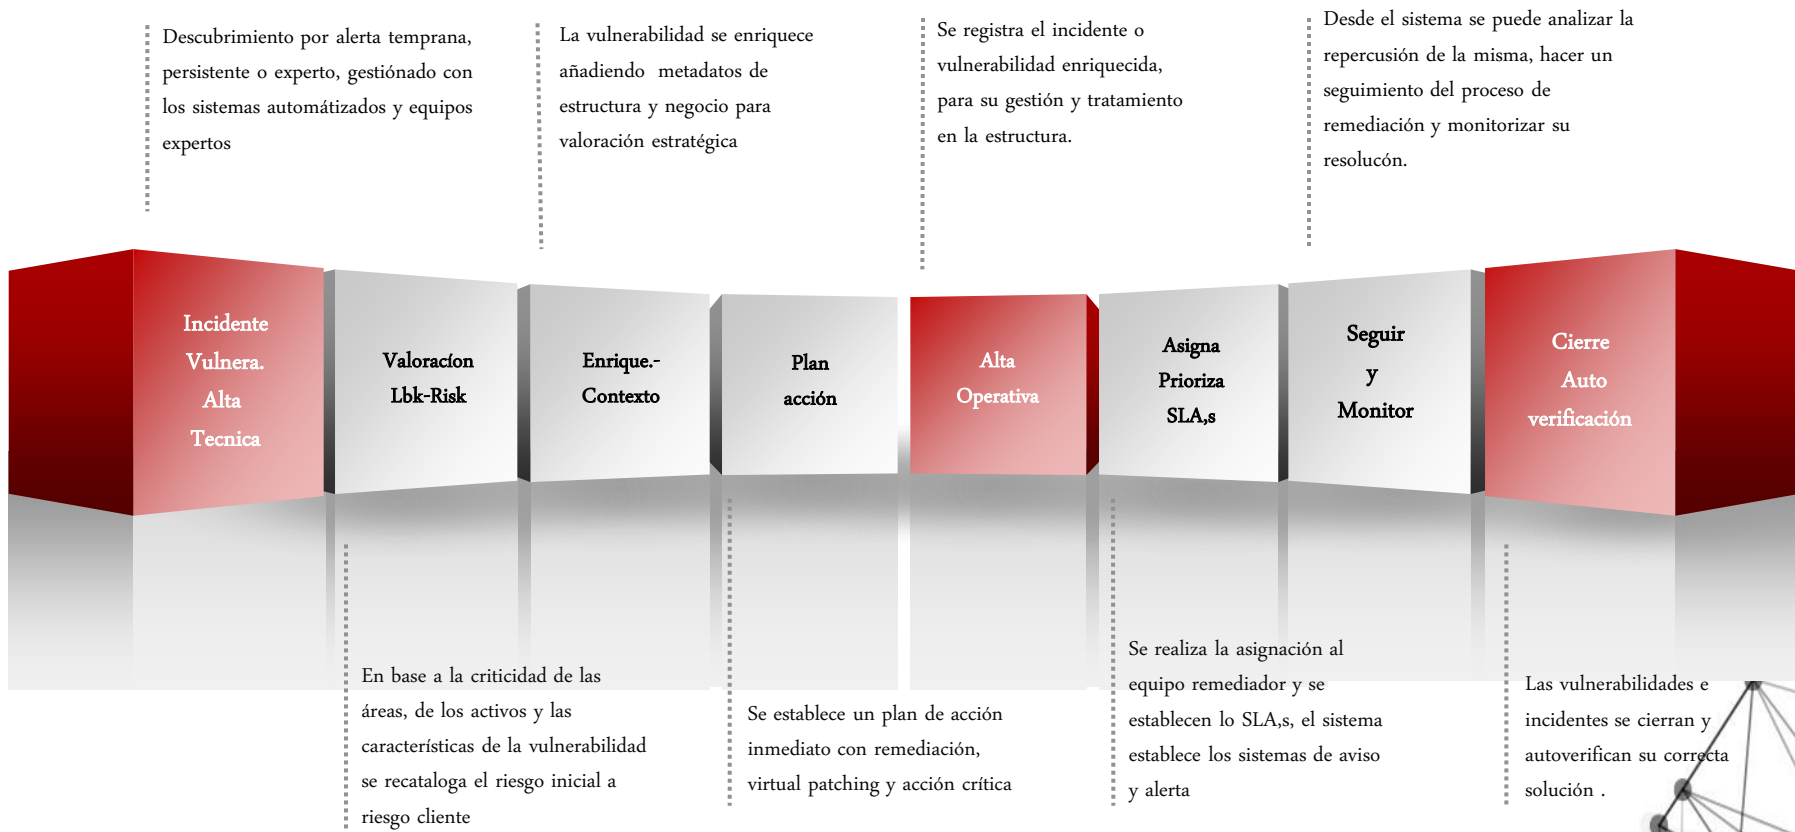 Descubrimiento por alerta temprana,
persistente o experto, gestiónado con
los sistemas automátizados y equipos
expertos
La vulnerabilidad se enriquece
añadiendo metadatos de
estructura y negocio para
valoración estratégica
Se registra el incidente o
vulnerabilidad enriquecida,
para su gestión y tratamiento
en la estructura.
Desde el sistema se puede analizar la
repercusión de la misma, hacer un
seguimiento del proceso de
remediación y monitorizar su
resolucón.
Incidente
Vulnera.
Alta
Tecnica
Valoracíon
Lbk-Risk
Enrique.-
Contexto
Plan
acción
Alta
Operativa
Asigna
Prioriza
SLA,s
Seguir
y
Monitor
Cierre
Auto
verificación
En base a la criticidad de las
áreas, de los activos y las
características de la vulnerabilidad
se recataloga el riesgo inicial a
riesgo cliente
Se establece un plan de acción
inmediato con remediación,
virtual patching y acción crítica
Se realiza la asignación al
equipo remediador y se
establecen lo SLA,s, el sistema
establece los sistemas de aviso
y alerta
Las vulnerabilidades e
incidentes se cierran y
autoverifican su correcta
solución .